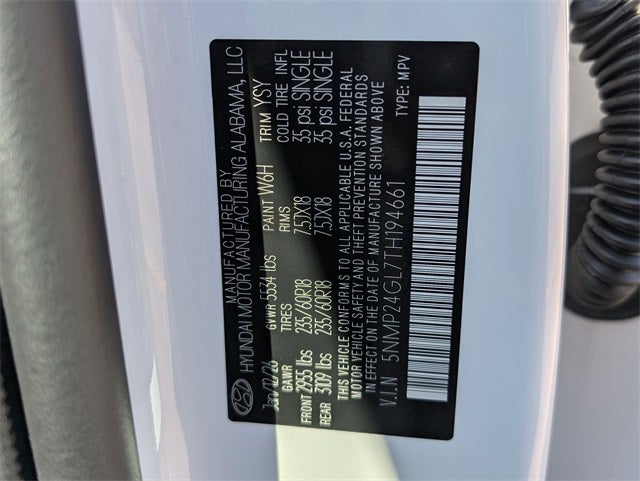 MANUFACTURED BY
HYUNDAI MOTOR MANUFACTURING ALABAMA, LLC
GVWR 5534 lbs PAINT W6H TRIM YSY
GAWR TIRES RIMS COLD TIRE INFL
FRONT 2955 lbs 235/60R18 7.5JX18 35 psi SINGLE
REAR 3109 lbs 235/60R18 7.5JX18 35 psi SINGLE
THIS VEHICLE CONFORMS TO ALL APPLICABLE U.S.A. FEDERAL
MOTOR VEHICLE SAFETY AND THEFT PREVENTION STANDARDS
IN EFFECT ON THE DATE OF MANUFACTURE SHOWN ABOVE
V.I.N 5NMP24GL7TH194661 TYPE: MPV